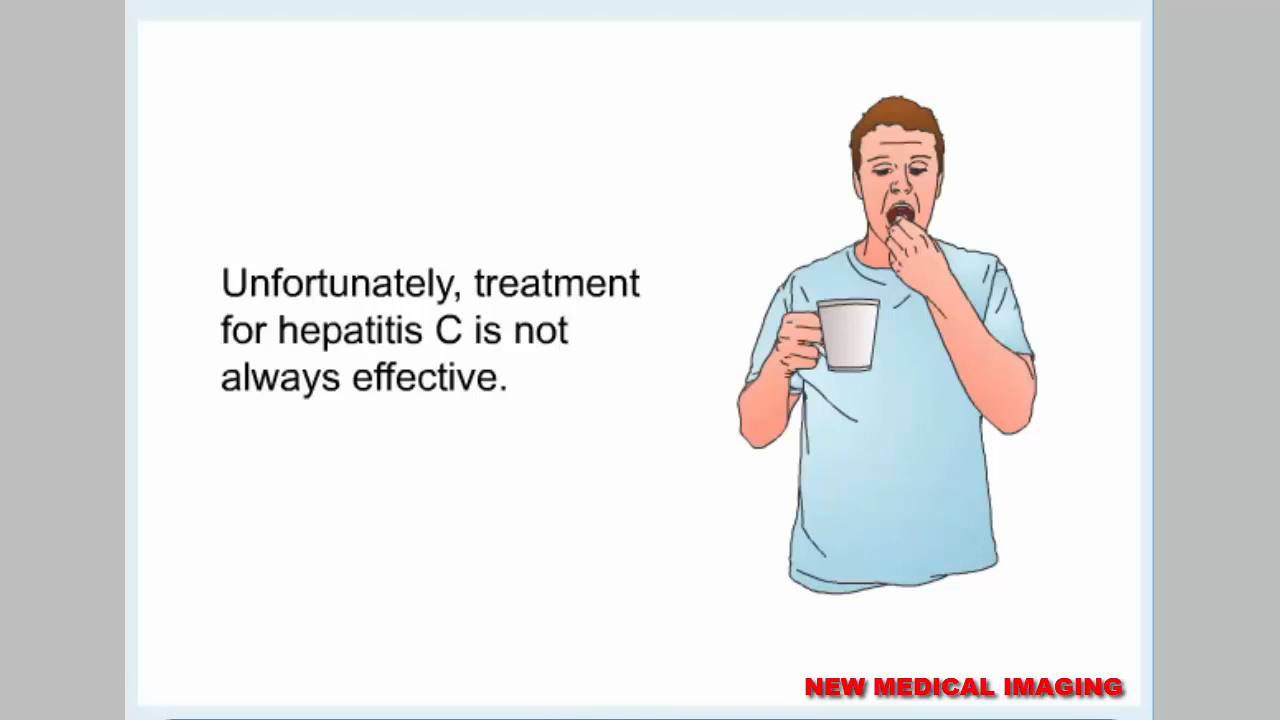 Unfortunately, treatment
for hepatitis C is not
always effective.
NEW MEDICAL IMAGING